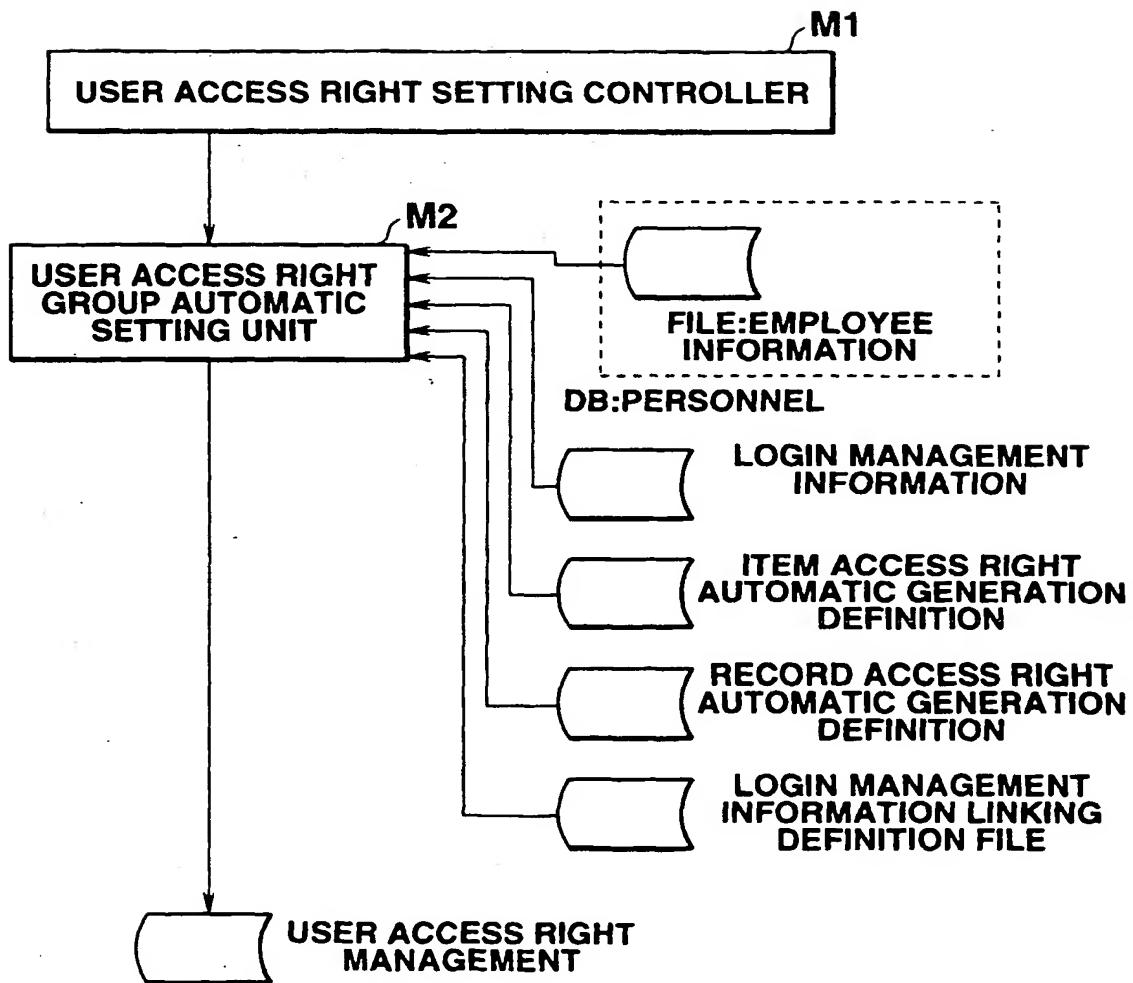 M1
USER ACCESS RIGHT SETTING CONTROLLER
M2
USER ACCESS RIGHT
GROUP AUTOMATIC
SETTING UNIT
FILE:EMPLOYEE
INFORMATION
DB:PERSONNEL
LOGIN MANAGEMENT
INFORMATION
ITEM ACCESS RIGHT
AUTOMATIC GENERATION
DEFINITION
RECORD ACCESS RIGHT
AUTOMATIC GENERATION
DEFINITION
LOGIN MANAGEMENT
INFORMATION LINKING
DEFINITION FILE
USER ACCESS RIGHT
MANAGEMENT